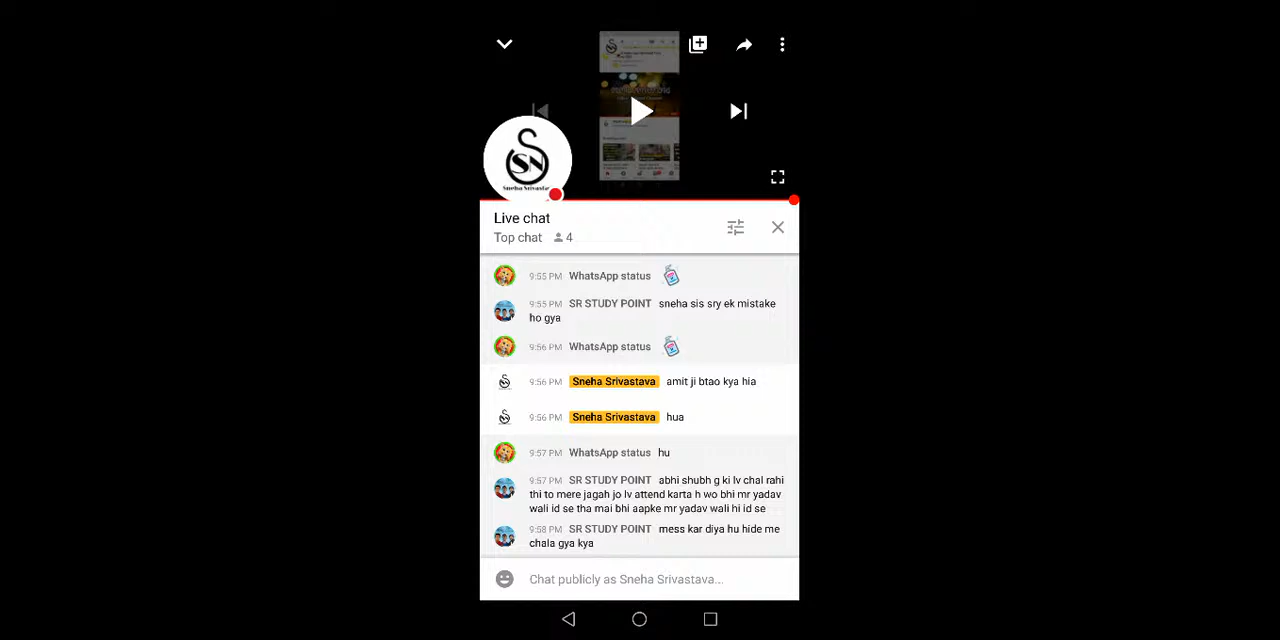 SN
Sneha Srivastava
Live chat
Top chat 4
9:55 PM WhatsApp status
9:55 PM SR STUDY POINT sneha sis sry ek mistake
ho gya
9:56 PM WhatsApp status
9:56 PM Sneha Srivastava amit ji btao kya hia
9:56 PM Sneha Srivastava hua
9:57 PM WhatsApp status hu
9:57 PM SR STUDY POINT abhi shubh g ki lv chal rahi
thi to mere jagah jo lv attend karta h wo bhi mr yadav
wali id se tha mai bhi aapke mr yadav wali hi id se
9:58 PM SR STUDY POINT mess kar diya hu hide me
chala gya kya
Chat publicly as Sneha Srivastava...